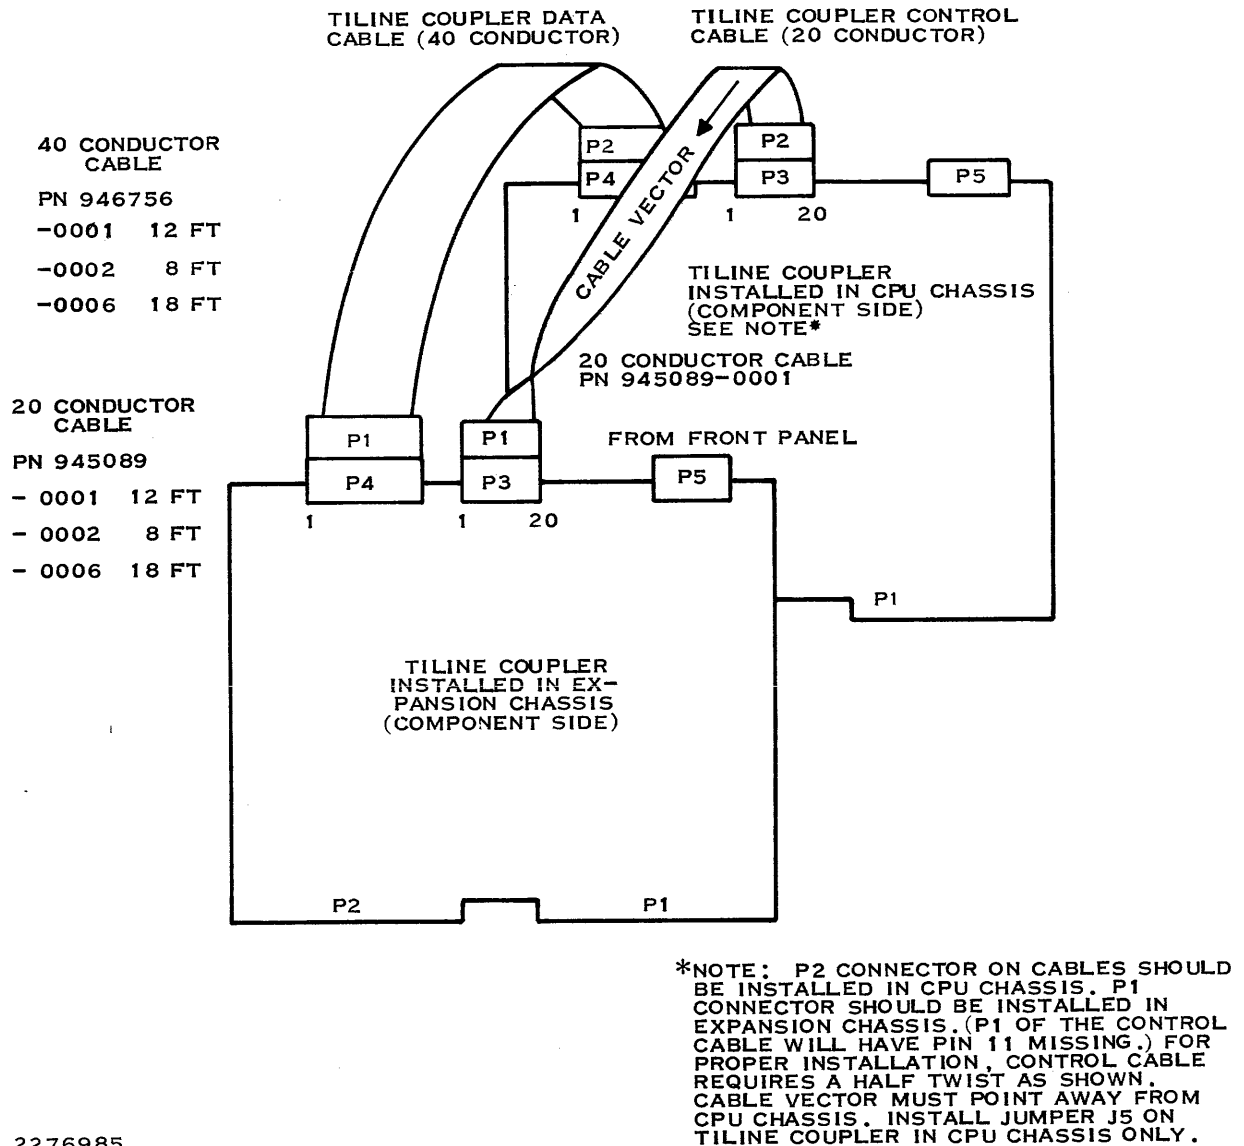 TILINE COUPLER DATA
CABLE (40 CONDUCTOR)
TILINE COUPLER CONTROL
CABLE (20 CONDUCTOR)
40 CONDUCTOR
CABLE
PN 946756
-0001 12 FT
-0002 8 FT
-0006 18 FT
P2
P4
1
CABLE VECTOR
P2
P3
1 20
P5
TILINE COUPLER
INSTALLED IN CPU CHASSIS
(COMPONENT SIDE)
SEE NOTE*
20 CONDUCTOR CABLE
PN 945089-0001
20 CONDUCTOR
CABLE
PN 945089
- 0001 12 FT
- 0002 8 FT
- 0006 18 FT
P1
P4
1
P1
P3
1 20
FROM FRONT PANEL
P5
P1
TILINE COUPLER
INSTALLED IN EX-
PANSION CHASSIS
(COMPONENT SIDE)
P2
P1
*NOTE: P2 CONNECTOR ON CABLES SHOULD
BE INSTALLED IN CPU CHASSIS. P1
CONNECTOR SHOULD BE INSTALLED IN
EXPANSION CHASSIS. (P1 OF THE CONTROL
CABLE WILL HAVE PIN 11 MISSING.) FOR
PROPER INSTALLATION, CONTROL CABLE
REQUIRES A HALF TWIST AS SHOWN.
CABLE VECTOR MUST POINT AWAY FROM
CPU CHASSIS. INSTALL JUMPER J5 ON
TILINE COUPLER IN CPU CHASSIS ONLY.
2276985